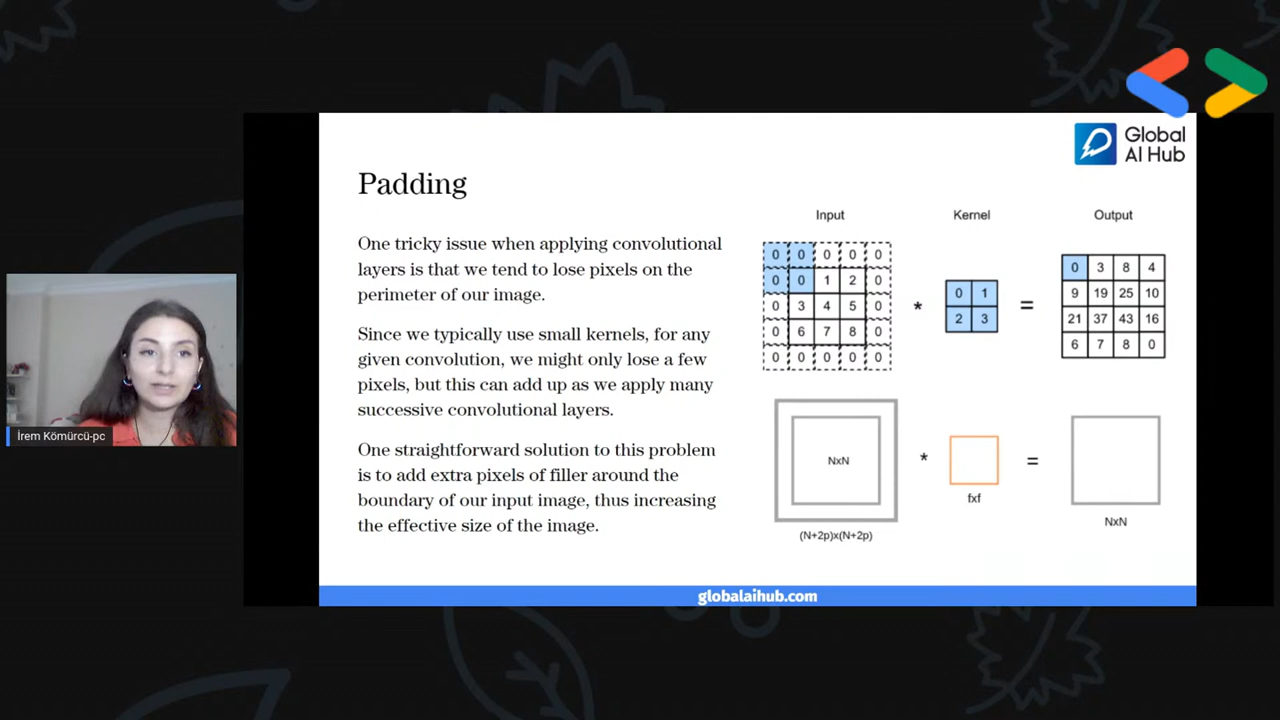 Global
AI Hub
Padding
One tricky issue when applying convolutional
layers is that we tend to lose pixels on the
perimeter of our image.
Since we typically use small kernels, for any
given convolution, we might only lose a few
pixels, but this can add up as we apply many
successive convolutional layers.
One straightforward solution to this problem
is to add extra pixels of filler around the
boundary of our input image, thus increasing
the effective size of the image.
Input Kernel Output
0 0 0 0 0
0 0 1 2 0
0 3 4 5 0
0 6 7 8 0
0 0 0 0 0
*
0 1
2 3
=
0 3 8 4
9 19 25 10
21 37 43 16
6 7 8 0
NxN
(N+2p)x(N+2p)
*
fxf
=
NxN
İrem Kömürcü-pc
globalaihub.com